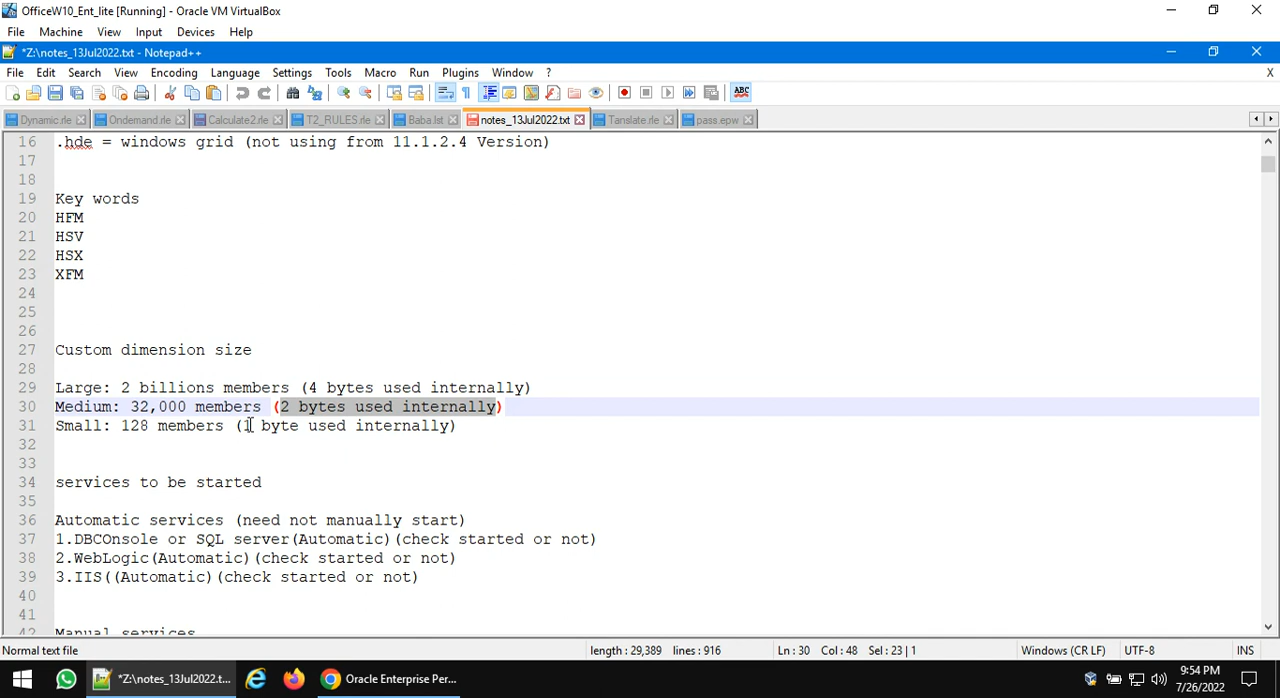 OfficeW10_Ent_lite [Running] - Oracle VM VirtualBox
File Machine View Input Devices Help
*Z:\notes_13Jul2022.txt - Notepad++
File Edit Search View Encoding Language Settings Tools Macro Run Plugins Window ? X
ABC
Dynamic.rle Ondemand.rle Calculate2.rle T2_RULES.rle Baba.lst notes_13Jul2022.txt Tanslate.rle pass.epw
16 .hde = windows grid (not using from 11.1.2.4 Version)
17
18
19 Key words
20 HFM
21 HSV
22 HSX
23 XFM
24
25
26
27 Custom dimension size
28
29 Large: 2 billions members (4 bytes used internally)
30 Medium: 32,000 members (2 bytes used internally)
31 Small: 128 members (1 byte used internally)
32
33
34 services to be started
35
36 Automatic services (need not manually start)
37 1.DBCOnsole or SQL server(Automatic)(check started or not)
38 2.WebLogic(Automatic)(check started or not)
39 3.IIS((Automatic)(check started or not)
40
41
42 Manual services
Normal text file length : 29,389 lines : 916 Ln : 30 Col : 48 Sel : 23 | 1 Windows (CR LF) UTF-8 INS
*Z:\notes_13Jul2022.t... Oracle Enterprise Per... 9:54 PM
7/26/2022